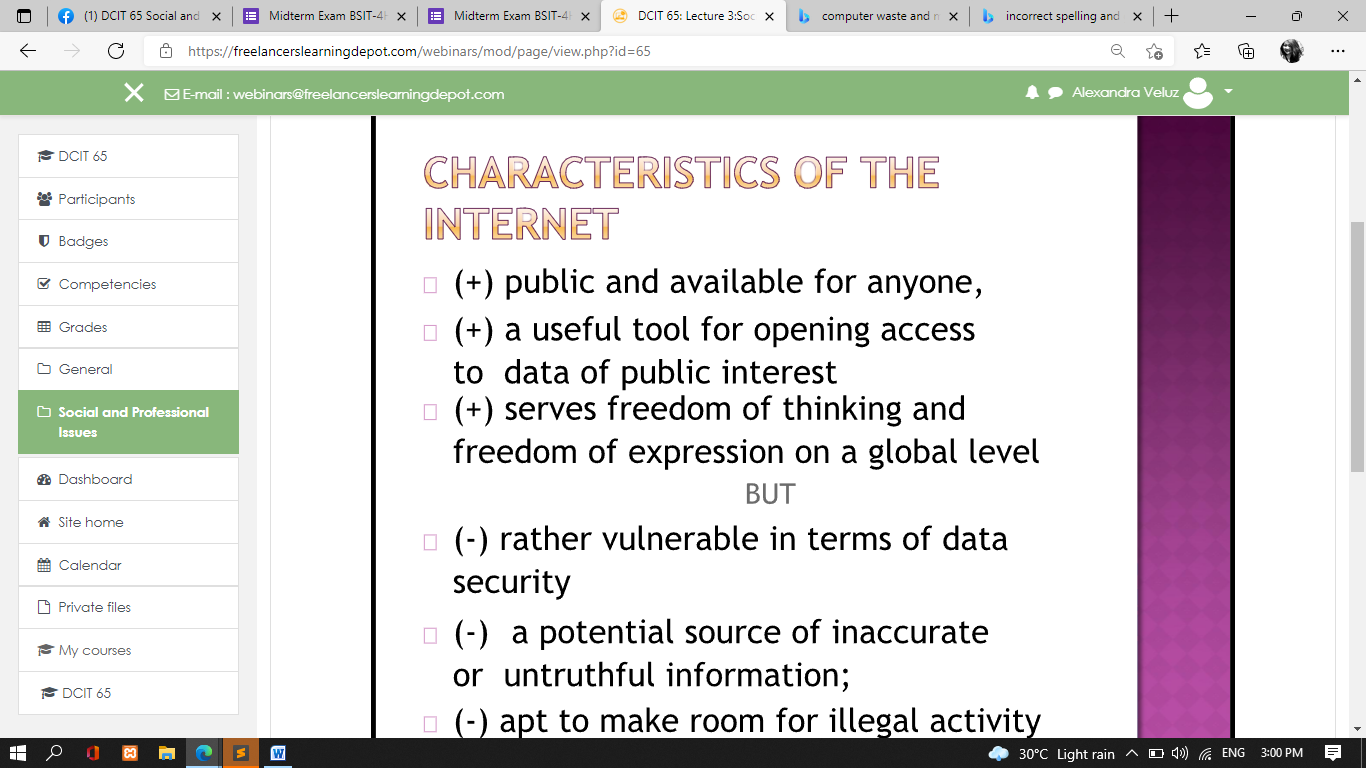 (1) DCIT 65 Social and
Midterm Exam BSIT-4
Midterm Exam BSIT-4
DCIT 65: Lecture 3:Soc
computer waste and
incorrect spelling and
https://freelancerslearningdepot.com/webinars/mod/page/view.php?id=65
E-mail : webinars@freelancerslearningdepot.com
Alexandra Veluz
DCIT 65
Participants
Badges
Competencies
Grades
General
Social and Professional
Issues
Dashboard
Site home
Calendar
Private files
My courses
DCIT 65
CHARACTERISTICS OF THE
INTERNET
(+) public and available for anyone,
(+) a useful tool for opening access
to data of public interest
(+) serves freedom of thinking and
freedom of expression on a global level
BUT
(-) rather vulnerable in terms of data
security
(-) a potential source of inaccurate
or untruthful information;
(-) apt to make room for illegal activity
30°C Light rain
ENG
3:00 PM